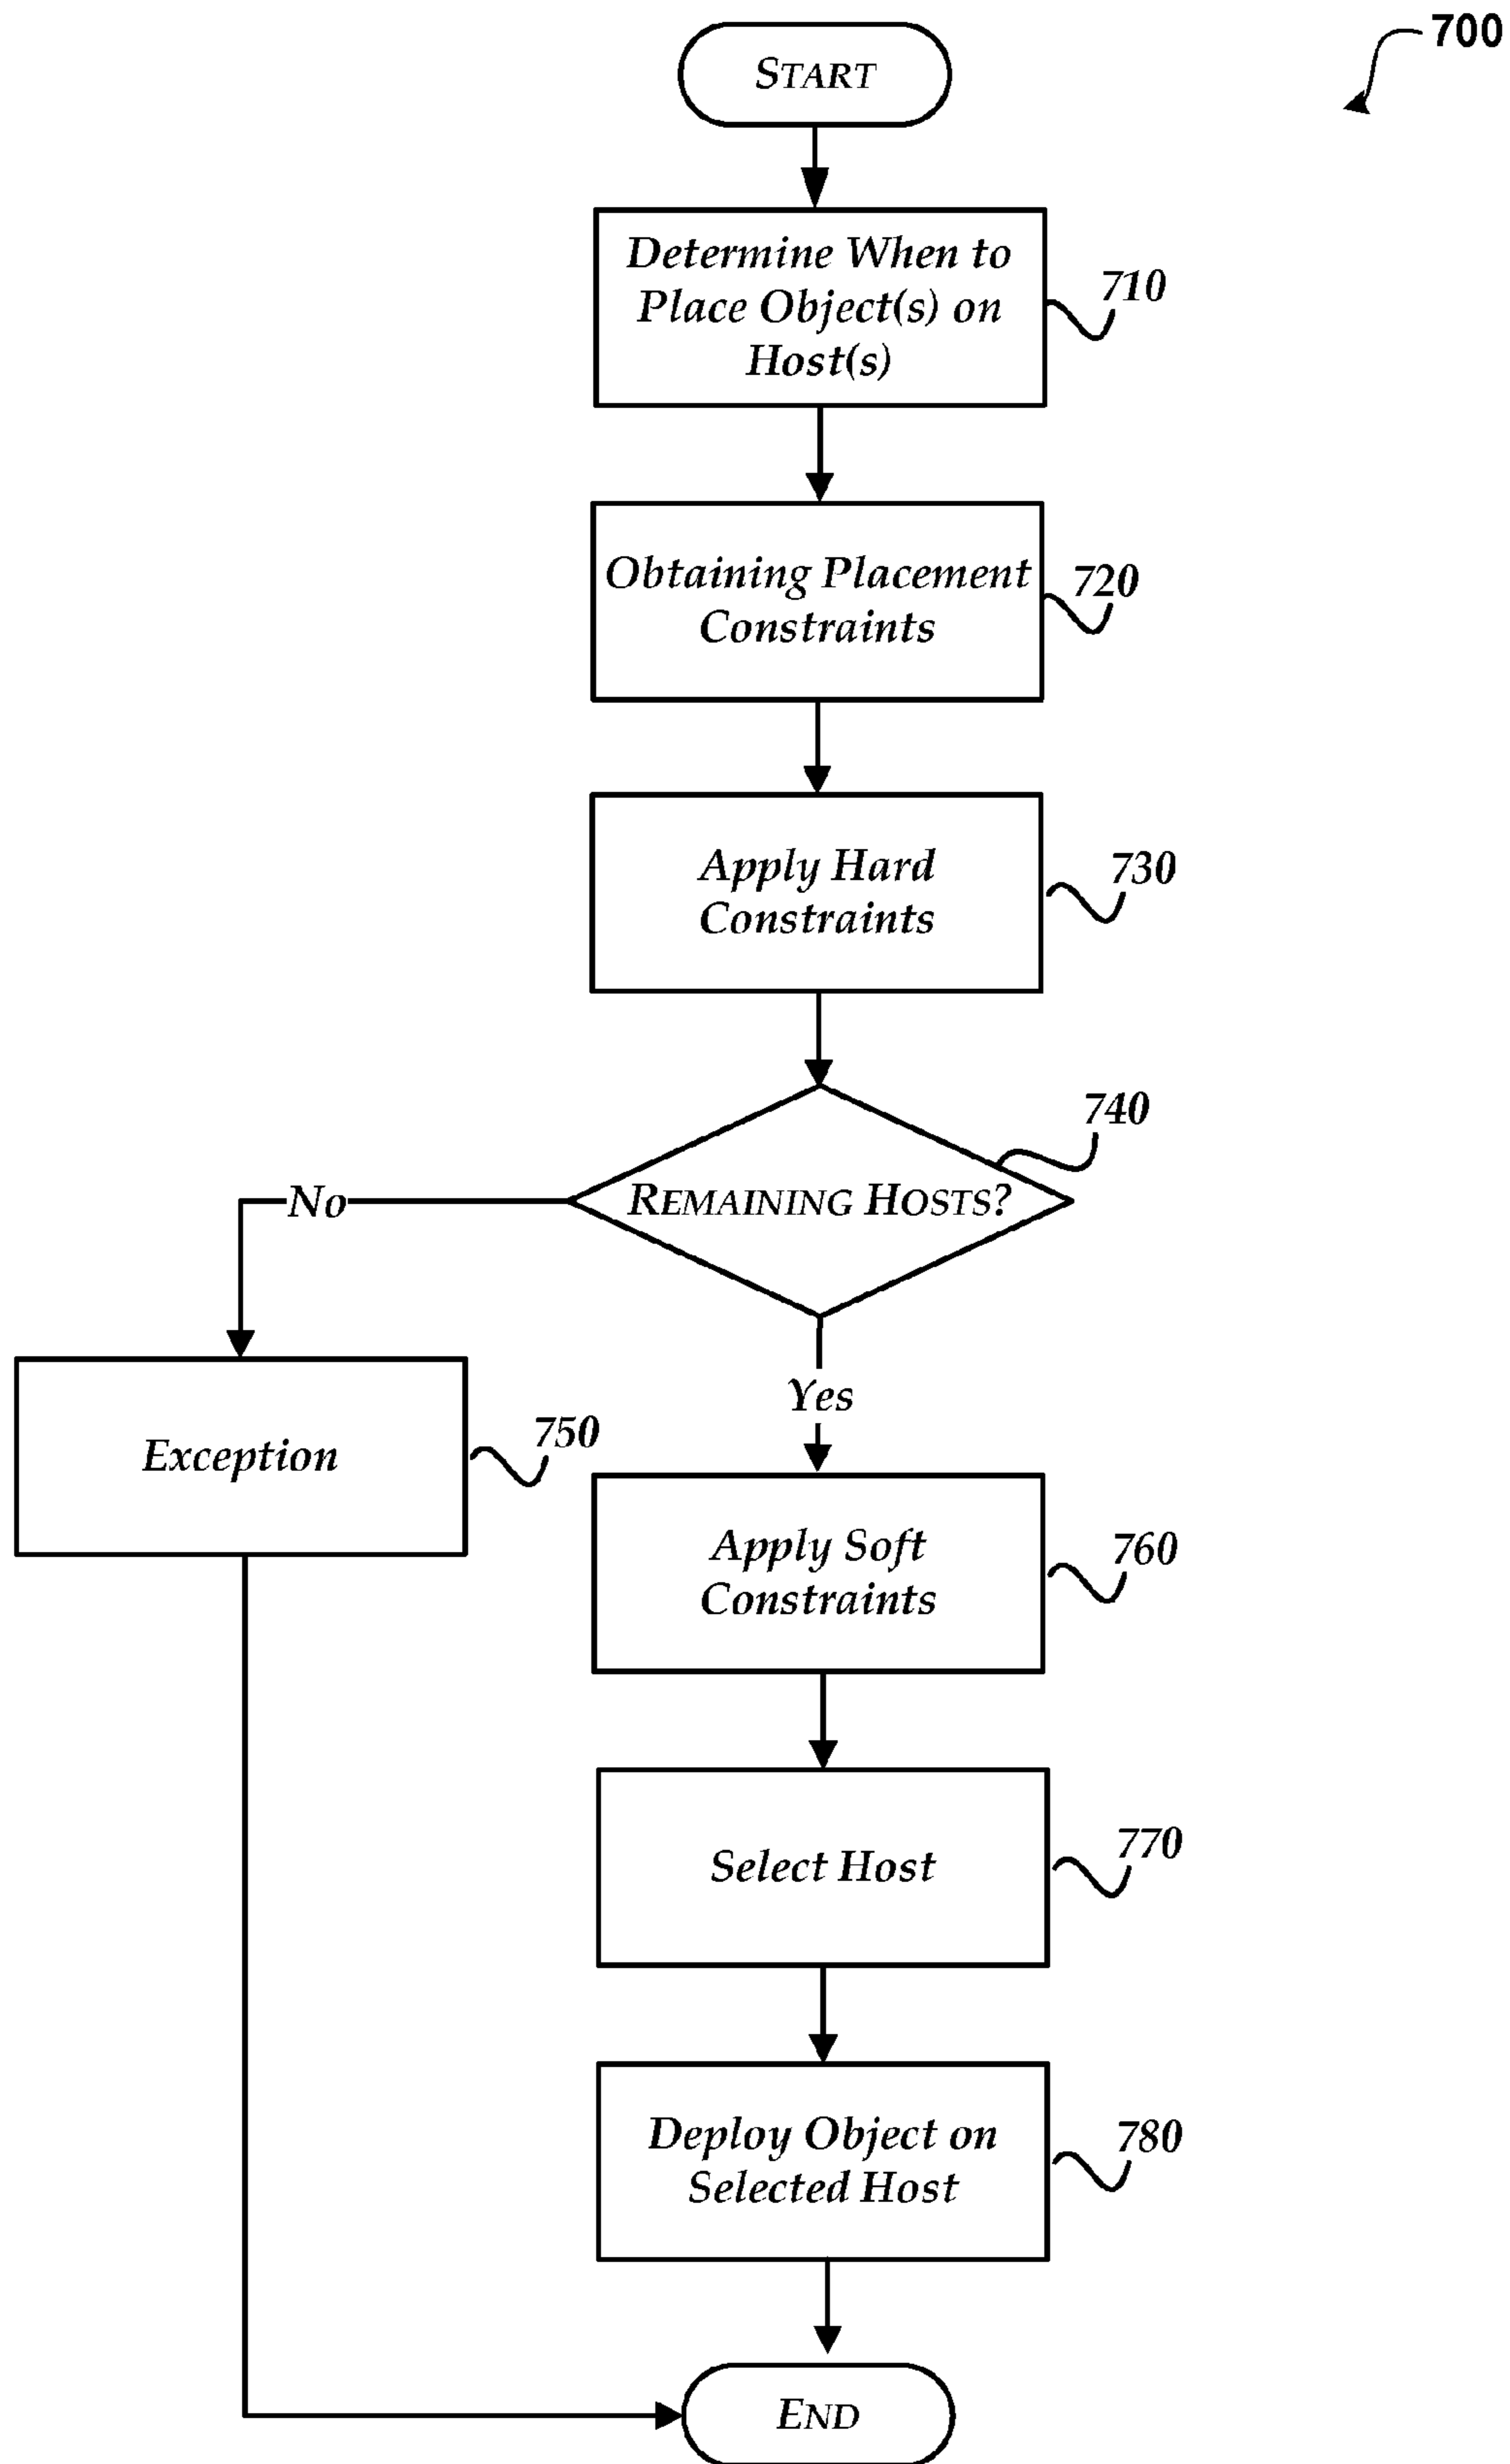 700
START
Determine When to
Place Object(s) on
Host(s)
710
Obtaining Placement
Constraints
720
Apply Hard
Constraints
730
740
REMAINING HOSTS?
No
Yes
Exception
750
Apply Soft
Constraints
760
Select Host
770
Deploy Object on
Selected Host
780
END